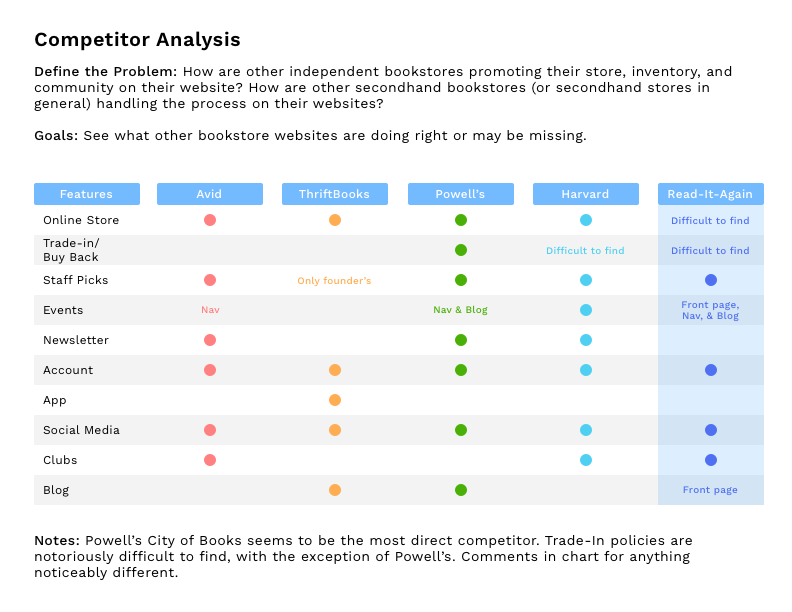 Competitor Analysis
Define the Problem: How are other independent bookstores promoting their store, inventory, and
community on their website? How are other secondhand bookstores (or secondhand stores in
general) handling the process on their websites?
Goals: See what other bookstore websites are doing right or may be missing.
Features Avid ThriftBooks Powell’s Harvard Read-It-Again
Online Store Difficult to find
Trade-in/
Buy Back Difficult to find Difficult to find
Staff Picks Only founder’s
Events Nav Nav & Blog Front page,
Nav, & Blog
Newsletter
Account
App
Social Media
Clubs
Blog Front page
Notes: Powell’s City of Books seems to be the most direct competitor. Trade-In policies are
notoriously difficult to find, with the exception of Powell’s. Comments in chart for anything
noticeably different.